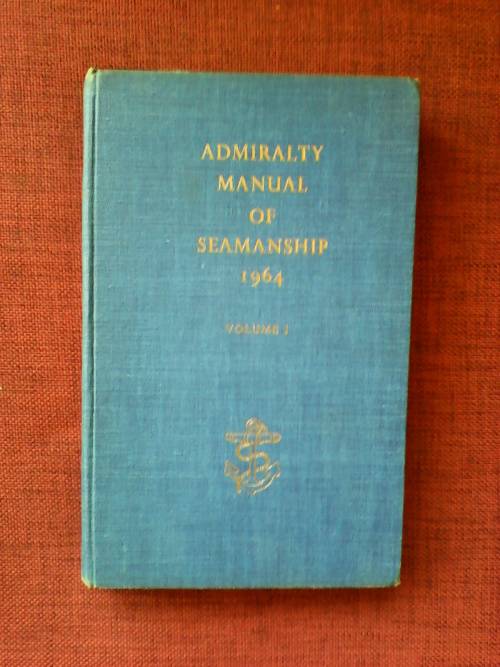 ADMIRALTY
MANUAL
OF
SEAMANSHIP
1964
VOLUME I